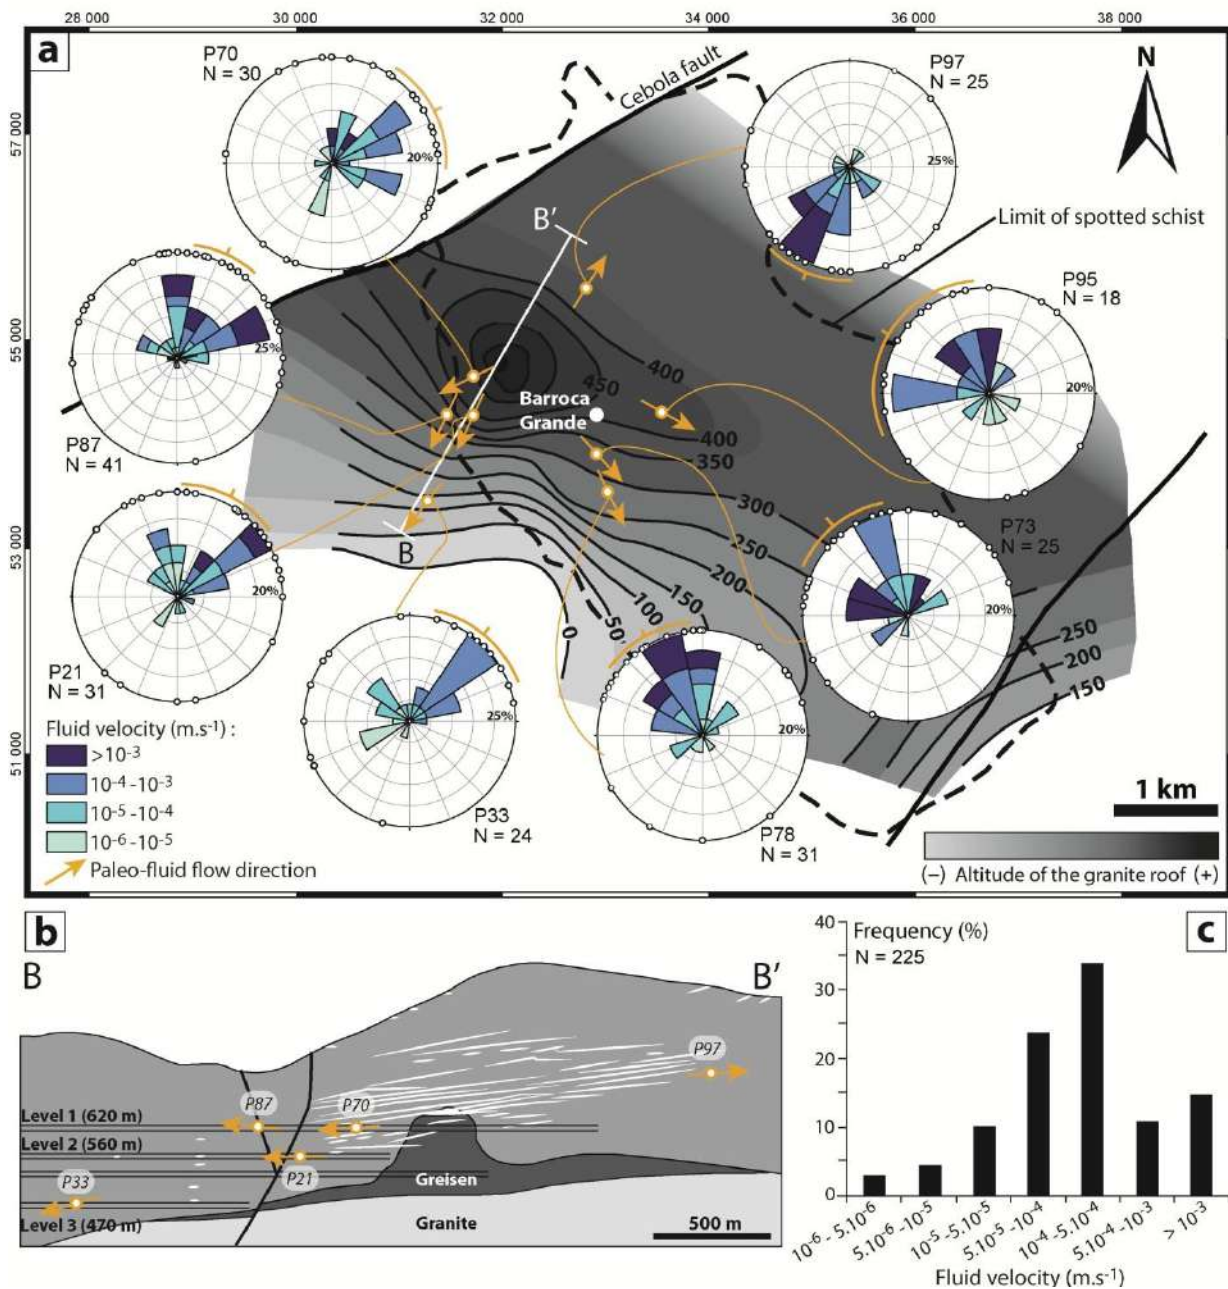 28 000 30 000 32 000 34 000 36 000 38 000
a
P70
N = 30
20%
Cebola fault
P97
N = 25
25%
N
57 000
B'
Limit of spotted schist
P87
N = 41
25%
P95
N = 18
20%
55 000
400
450
Barroca
Grande
400
350
300
250
200
150
100
50
0
B
53 000
P21
N = 31
20%
P73
N = 25
20%
250
200
150
P33
N = 24
25%
P78
N = 31
20%
51 000
Fluid velocity (m.s-1) :
>10-3
10-4 -10-3
10-5 -10-4
10-6 -10-5
Paleo-fluid flow direction
1 km
(−) Altitude of the granite roof (+)
b
B
B'
P97
P87
P70
Level 1 (620 m)
Level 2 (560 m)
P21
P33
Level 3 (470 m)
Greisen
Granite
500 m
c
Frequency (%)
N = 225
40
30
20
10
0
10-6 - 5.10-6
5.10-6 -10-5
10-5 -5.10-5
5.10-5 -10-4
10-4 -5.10-4
5.10-4 -10-3
> 10-3
Fluid velocity (m.s-1)